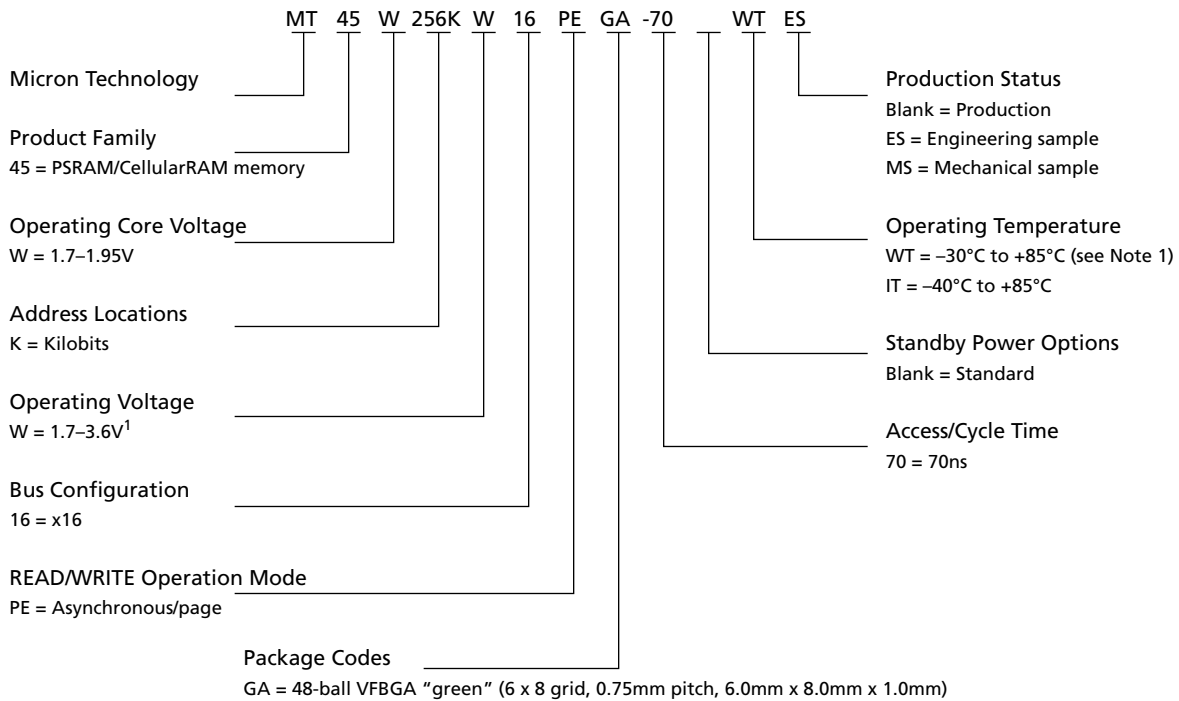 MT 45 W 256K W 16 PE GA -70 WT ES
Micron Technology
Product Family
45 = PSRAM/CellularRAM memory
Operating Core Voltage
W = 1.7–1.95V
Address Locations
K = Kilobits
Operating Voltage
W = 1.7–3.6V¹
Bus Configuration
16 = x16
READ/WRITE Operation Mode
PE = Asynchronous/page
Package Codes
GA = 48-ball VFBGA “green” (6 x 8 grid, 0.75mm pitch, 6.0mm x 8.0mm x 1.0mm)
Production Status
Blank = Production
ES = Engineering sample
MS = Mechanical sample
Operating Temperature
WT = –30°C to +85°C (see Note 1)
IT = –40°C to +85°C
Standby Power Options
Blank = Standard
Access/Cycle Time
70 = 70ns